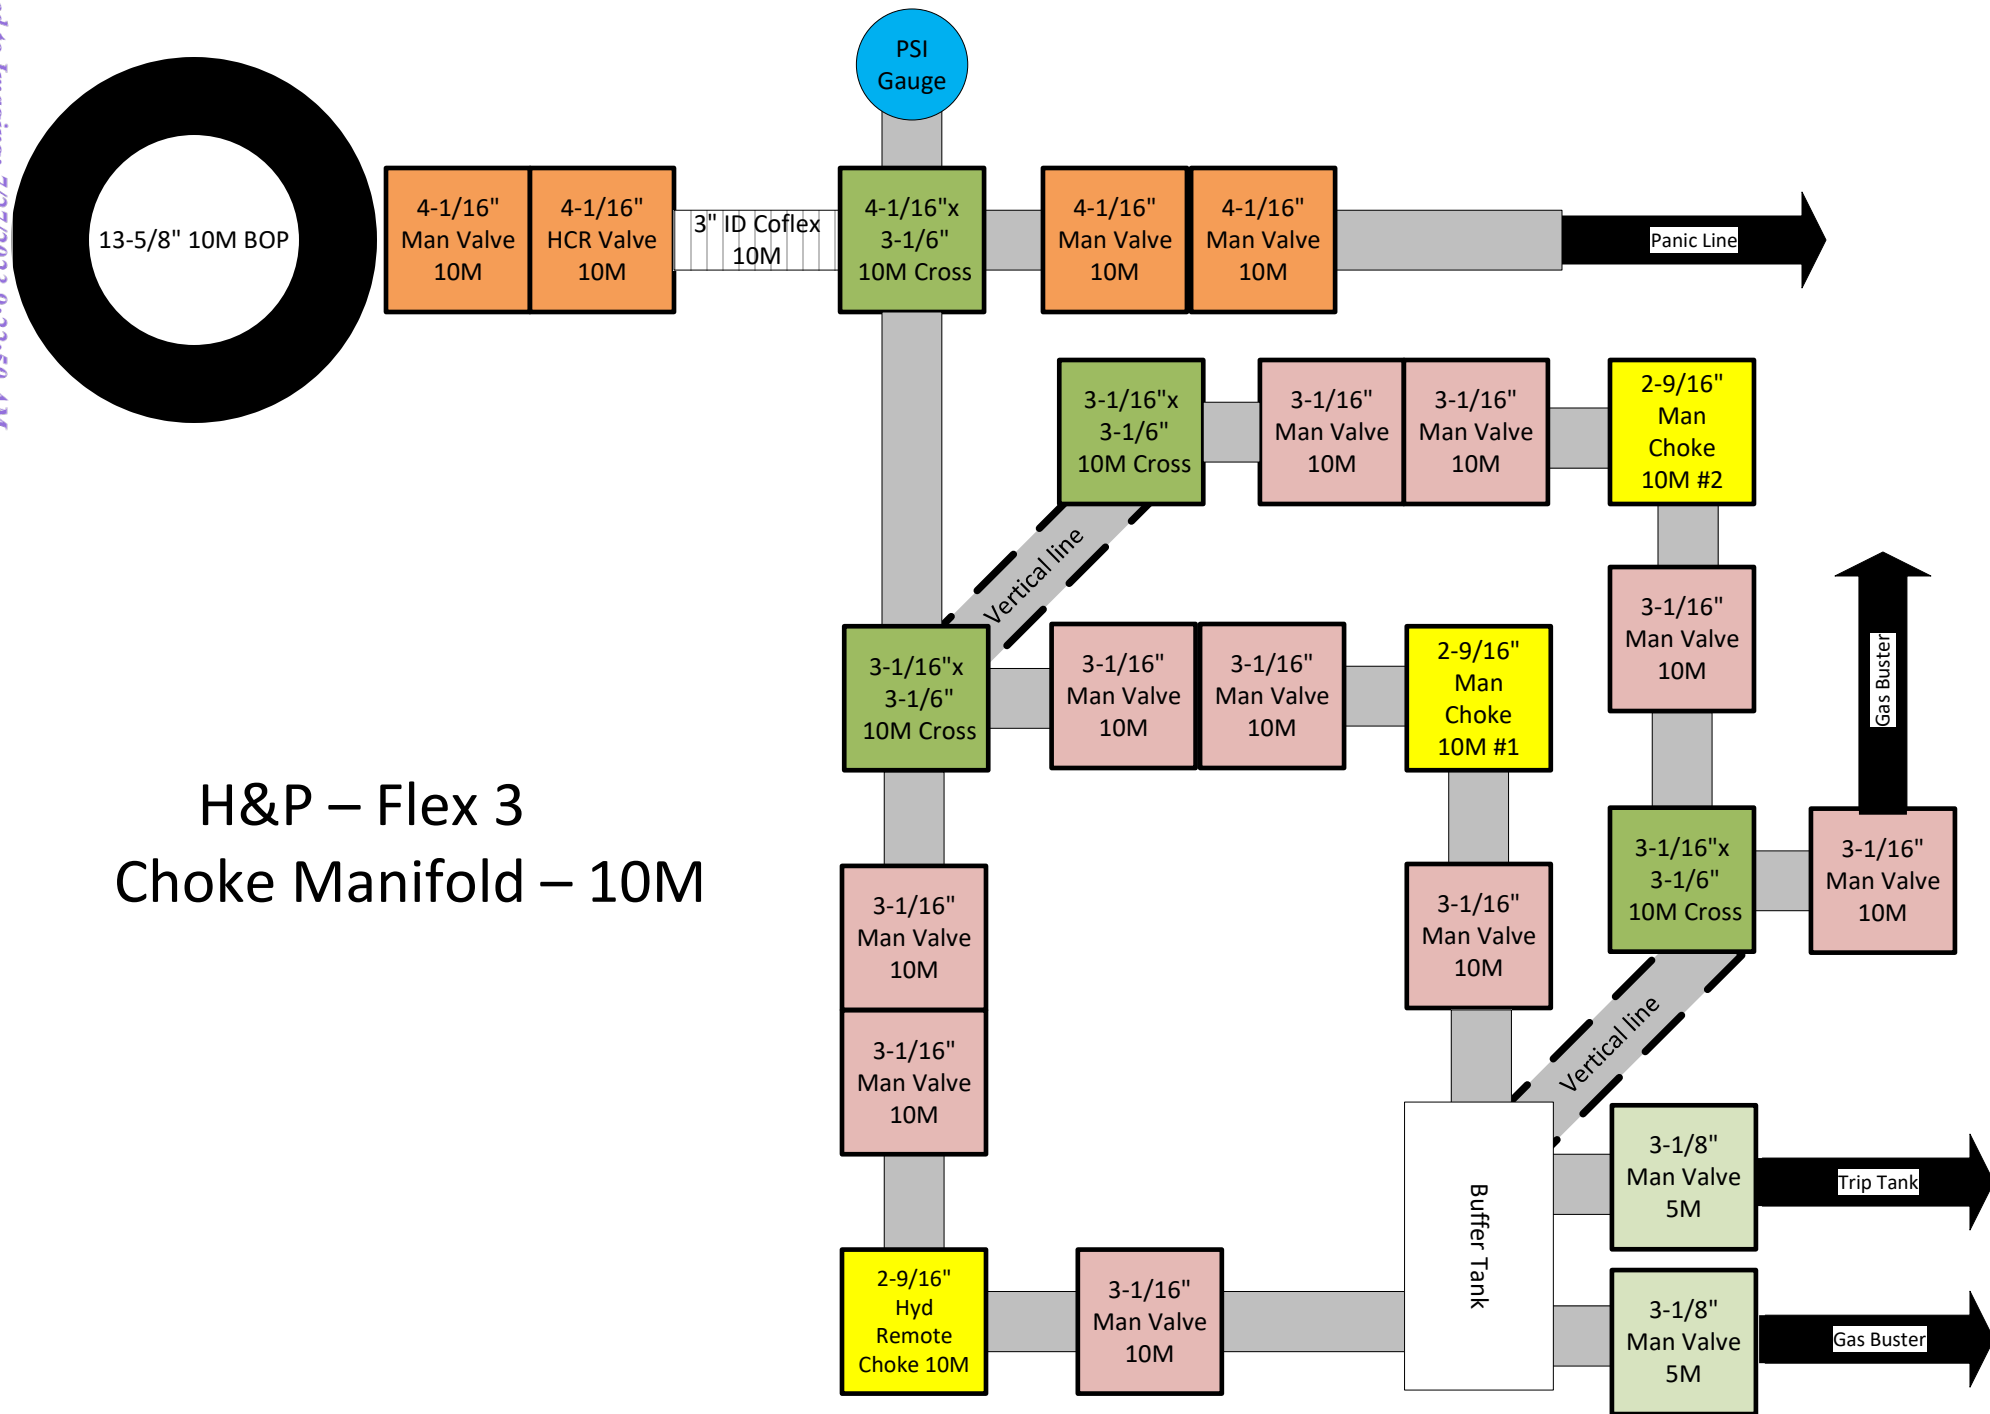 PSI
Gauge
13-5/8" 10M BOP
4-1/16"
Man Valve
10M
4-1/16"
HCR Valve
10M
3" ID Coflex
10M
4-1/16"x
3-1/6"
10M Cross
4-1/16"
Man Valve
10M
4-1/16"
Man Valve
10M
Panic Line
3-1/16"x
3-1/6"
10M Cross
3-1/16"
Man Valve
10M
3-1/16"
Man Valve
10M
2-9/16"
Man
Choke
10M #2
Vertical line
3-1/16"
Man Valve
10M
Gas Buster
3-1/16"x
3-1/6"
10M Cross
3-1/16"
Man Valve
10M
3-1/16"
Man Valve
10M
2-9/16"
Man
Choke
10M #1
H&P – Flex 3
Choke Manifold – 10M
3-1/16"
Man Valve
10M
3-1/16"
Man Valve
10M
3-1/16"x
3-1/6"
10M Cross
3-1/16"
Man Valve
10M
3-1/16"
Man Valve
10M
Vertical line
Buffer Tank
3-1/8"
Man Valve
5M
Trip Tank
2-9/16"
Hyd
Remote
Choke 10M
3-1/16"
Man Valve
10M
3-1/8"
Man Valve
5M
Gas Buster